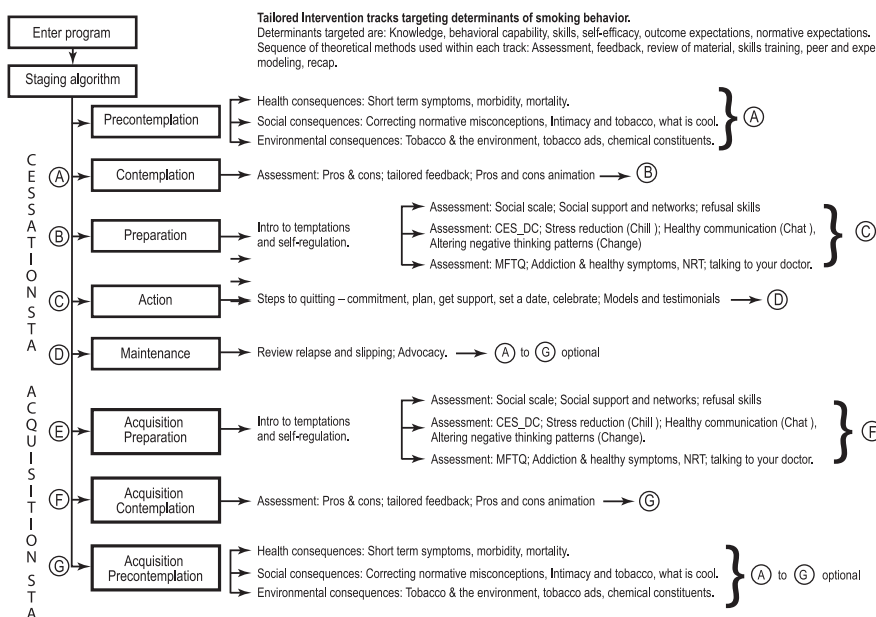 Tailored Intervention tracks targeting determinants of smoking behavior.
Determinants targeted are: Knowledge, behavioral capability, skills, self-efficacy, outcome expectations, normative expectations.
Sequence of theoretical methods used within each track: Assessment, feedback, review of material, skills training, peer and expe
modeling, recap.
Enter program
Staging algorithm
CESSATION STA
Precontemplation
Health consequences: Short term symptoms, morbidity, mortality.
Social consequences: Correcting normative misconceptions, Intimacy and tobacco, what is cool.
Environmental consequences: Tobacco & the environment, tobacco ads, chemical constituents.
A
A
Contemplation
Assessment: Pros & cons; tailored feedback; Pros and cons animation
B
B
Preparation
Intro to temptations
and self-regulation.
Assessment: Social scale; Social support and networks; refusal skills
Assessment: CES_DC; Stress reduction (Chill ); Healthy communication (Chat ),
Altering negative thinking patterns (Change)
Assessment: MFTQ; Addiction & healthy symptoms, NRT; talking to your doctor.
C
C
Action
Steps to quitting – commitment, plan, get support, set a date, celebrate; Models and testimonials
D
D
Maintenance
Review relapse and slipping; Advocacy.
A to G optional
ACQUISITION STA
E
Acquisition
Preparation
Intro to temptations
and self-regulation.
Assessment: Social scale; Social support and networks; refusal skills
Assessment: CES_DC; Stress reduction (Chill ); Healthy communication (Chat ),
Altering negative thinking patterns (Change).
Assessment: MFTQ; Addiction & healthy symptoms, NRT; talking to your doctor.
F
F
Acquisition
Contemplation
Assessment: Pros & cons; tailored feedback; Pros and cons animation
G
G
Acquisition
Precontemplation
Health consequences: Short term symptoms, morbidity, mortality.
Social consequences: Correcting normative misconceptions, Intimacy and tobacco, what is cool.
Environmental consequences: Tobacco & the environment, tobacco ads, chemical constituents.
A to G optional